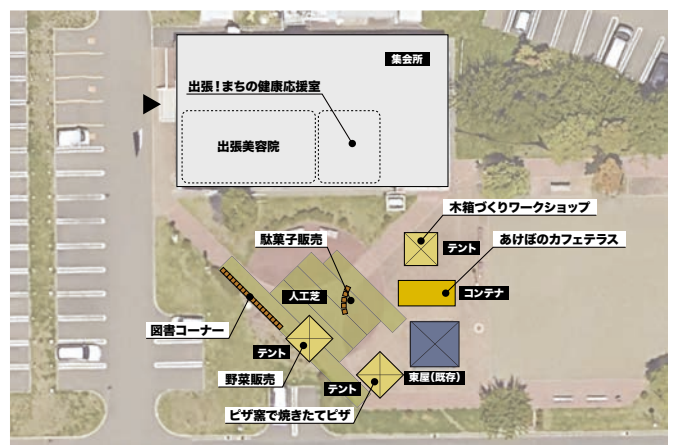 集会所
出張！まちの健康応援室
出張美容院
木箱づくりワークショップ
駄菓子販売
テント
あけぼのカフェテラス
人工芝
コンテナ
図書コーナー
テント
野菜販売
テント
東屋（既存）
ピザ窯で焼きたてピザ